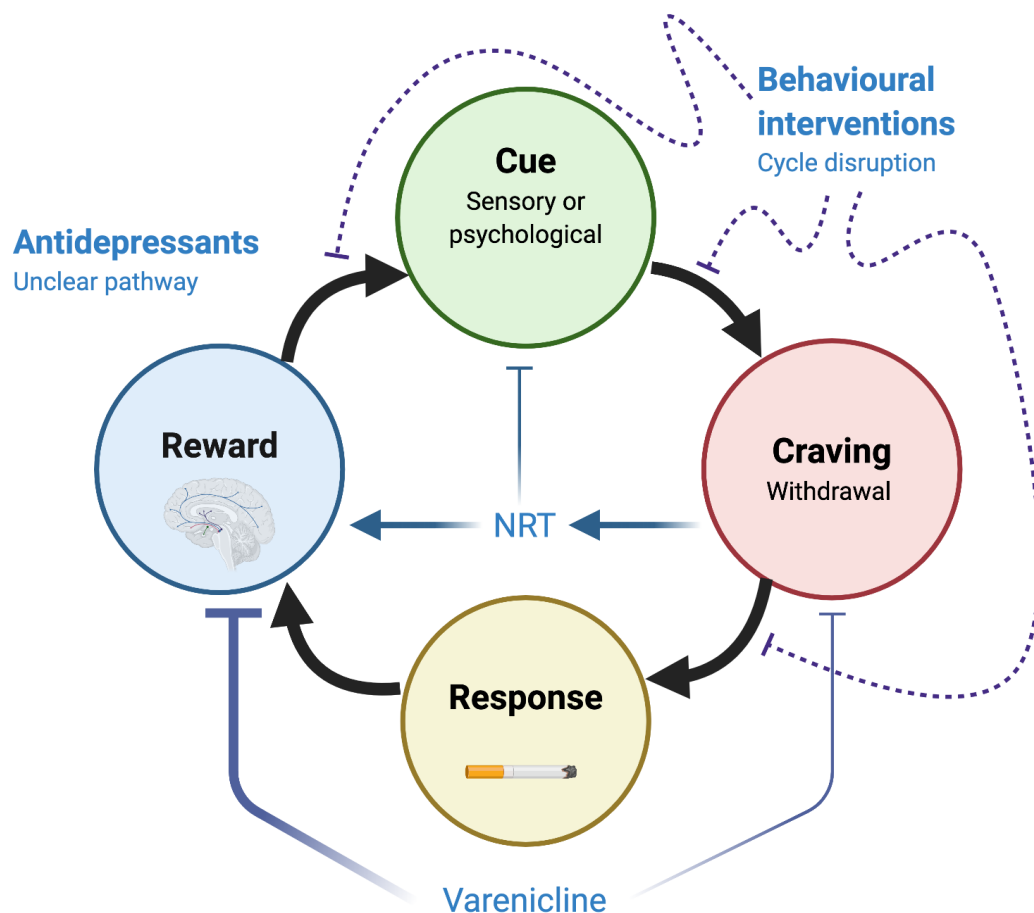 Behavioural
interventions
Cycle disruption
Cue
Sensory or
psychological
Antidepressants
Unclear pathway
Reward
Craving
Withdrawal
NRT
Response
Varenicline